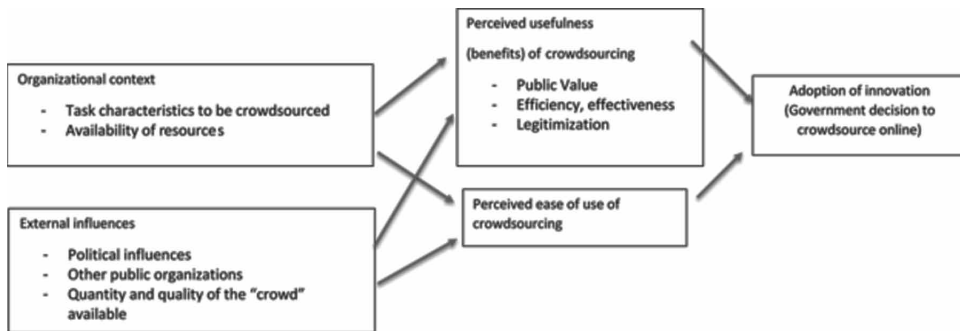 Organizational context
- Task characteristics to be crowdsourced
- Availability of resources
External influences
- Political influences
- Other public organizations
- Quantity and quality of the “crowd”
available
Perceived usefulness
(benefits) of crowdsourcing
- Public Value
- Efficiency, effectiveness
- Legitimization
Perceived ease of use of
crowdsourcing
Adoption of innovation
(Government decision to
crowdsource online)